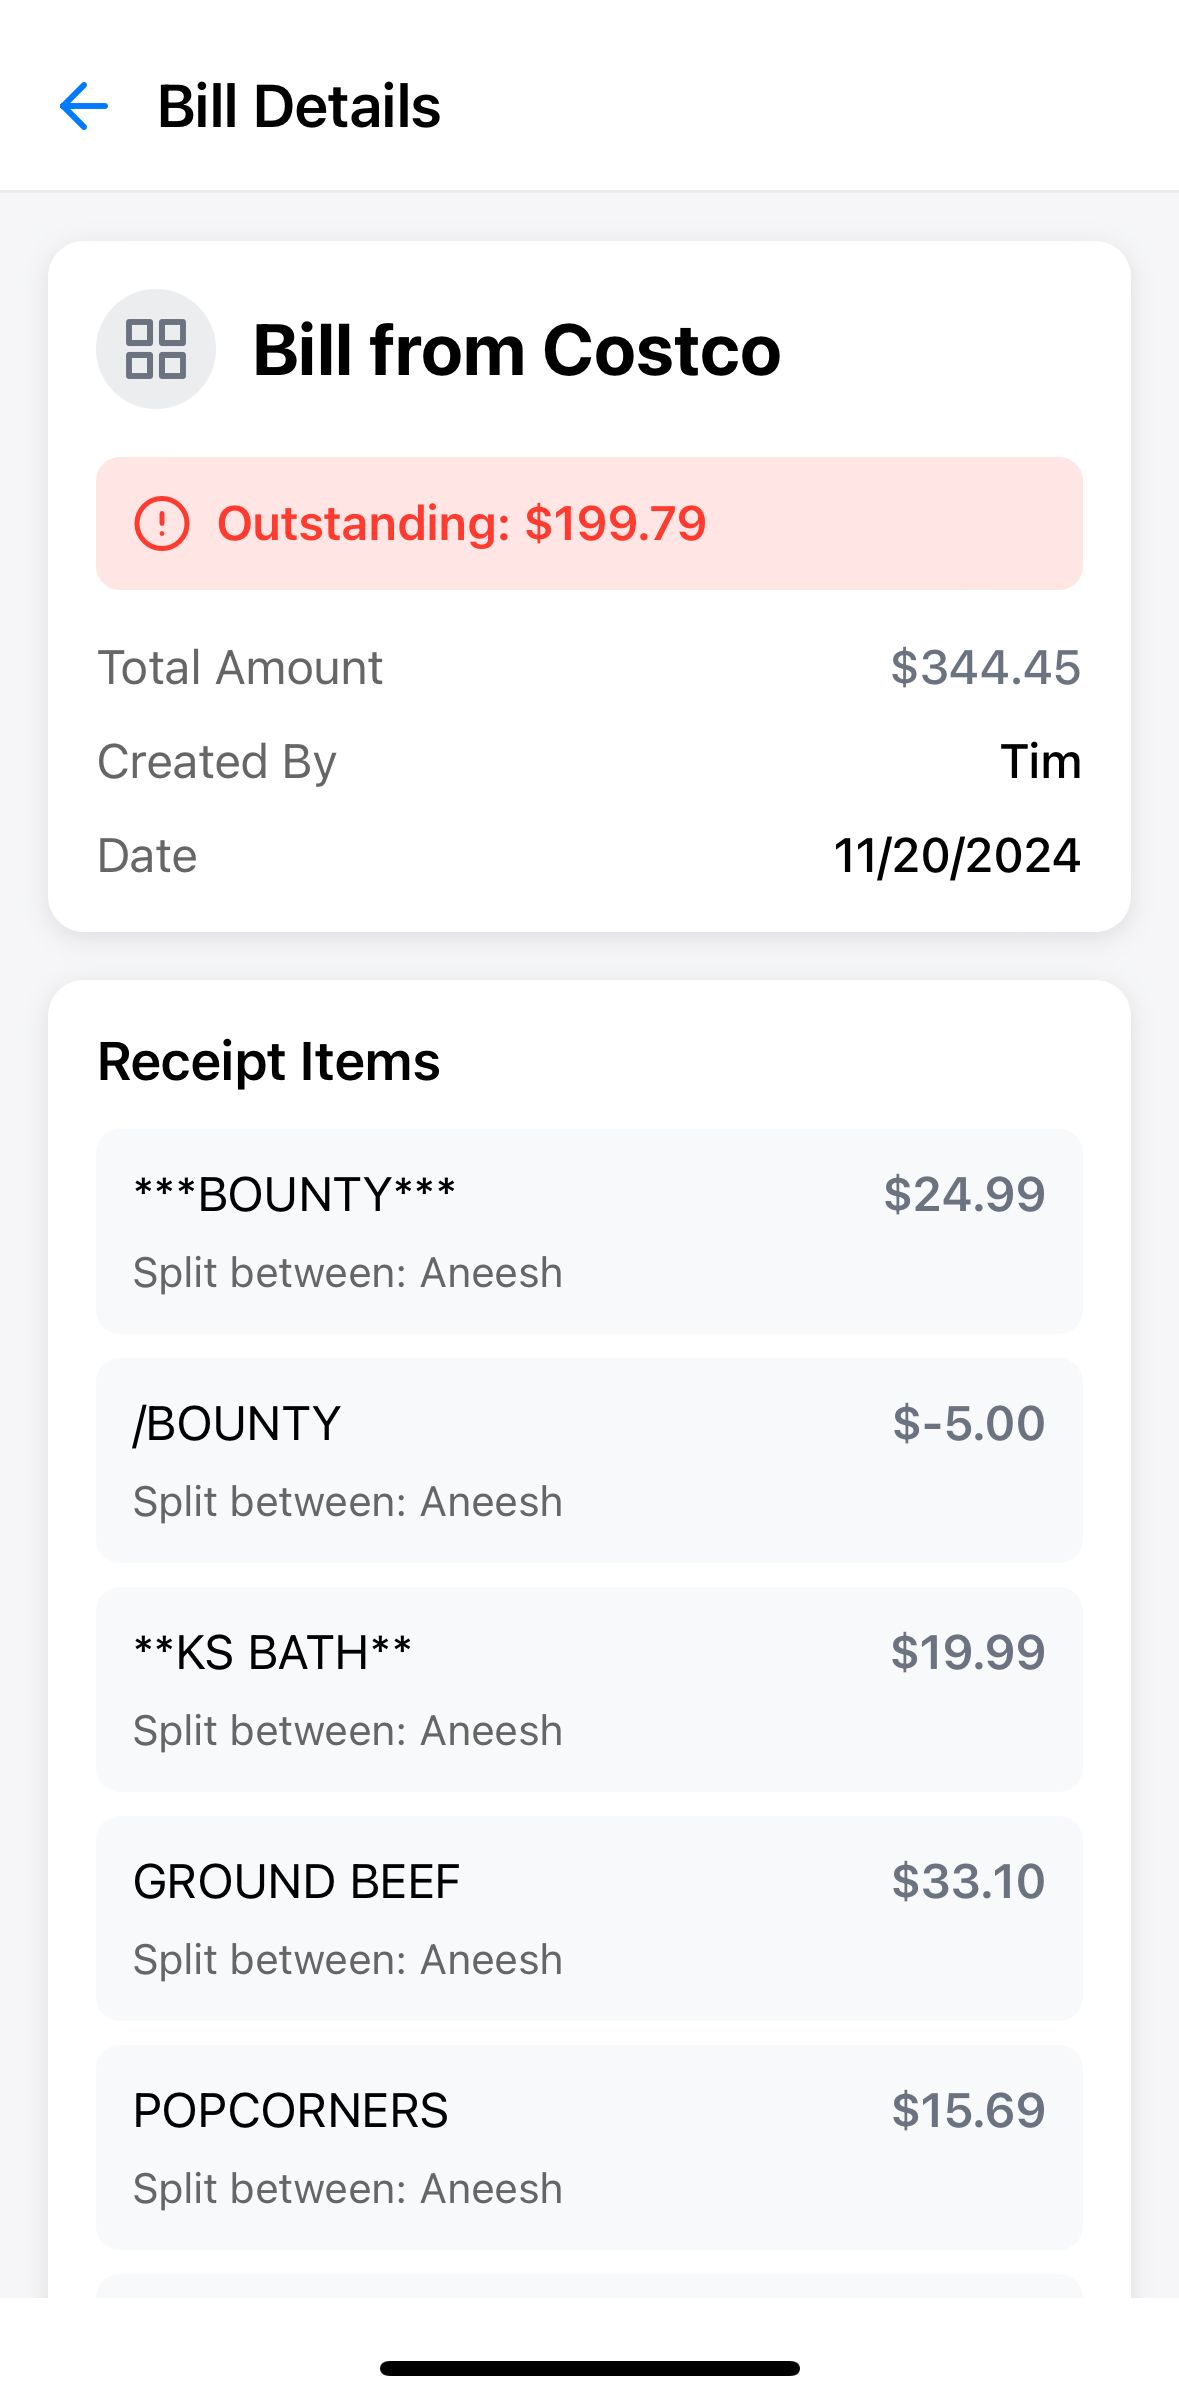 Bill Details
Bill from Costco
Outstanding: $199.79
Total Amount $344.45
Created By Tim
Date 11/20/2024
Receipt Items
***BOUNTY*** $24.99
Split between: Aneesh
/BOUNTY $-5.00
Split between: Aneesh
**KS BATH** $19.99
Split between: Aneesh
GROUND BEEF $33.10
Split between: Aneesh
POPCORNERS $15.69
Split between: Aneesh